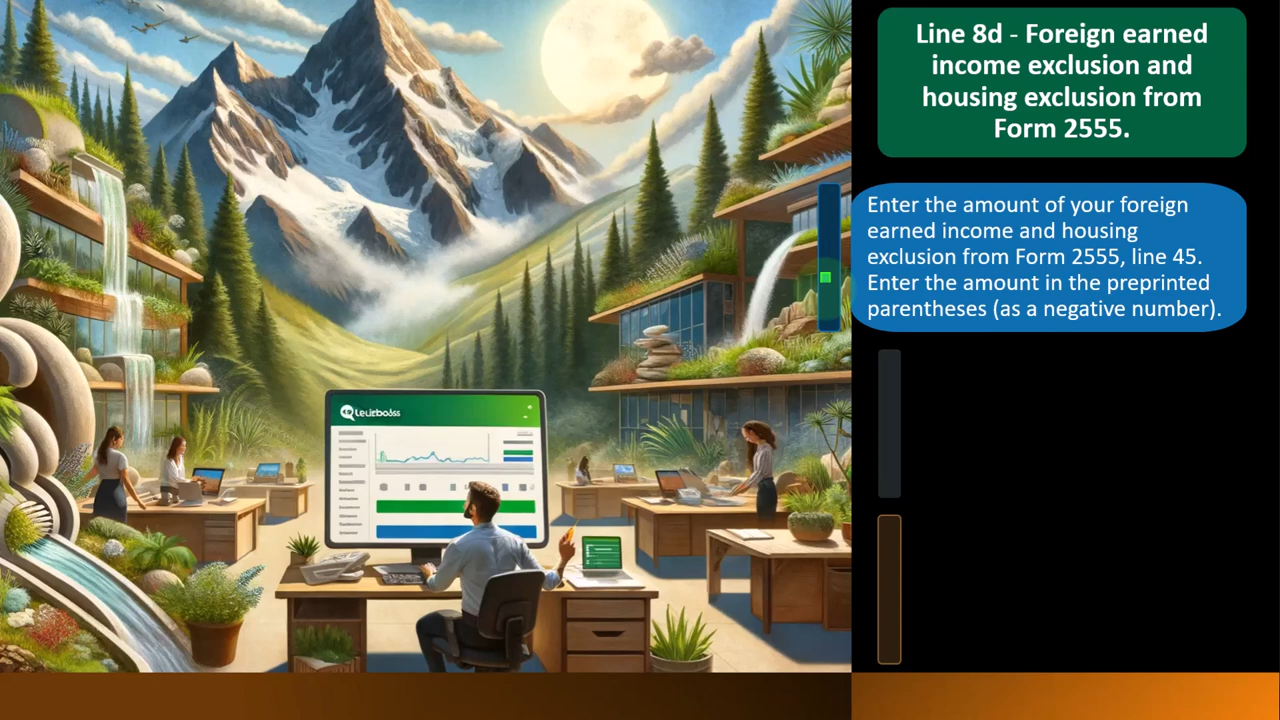 Line 8d - Foreign earned
income exclusion and
housing exclusion from
Form 2555.
Enter the amount of your foreign
earned income and housing
exclusion from Form 2555, line 45.
Enter the amount in the preprinted
parentheses (as a negative number).